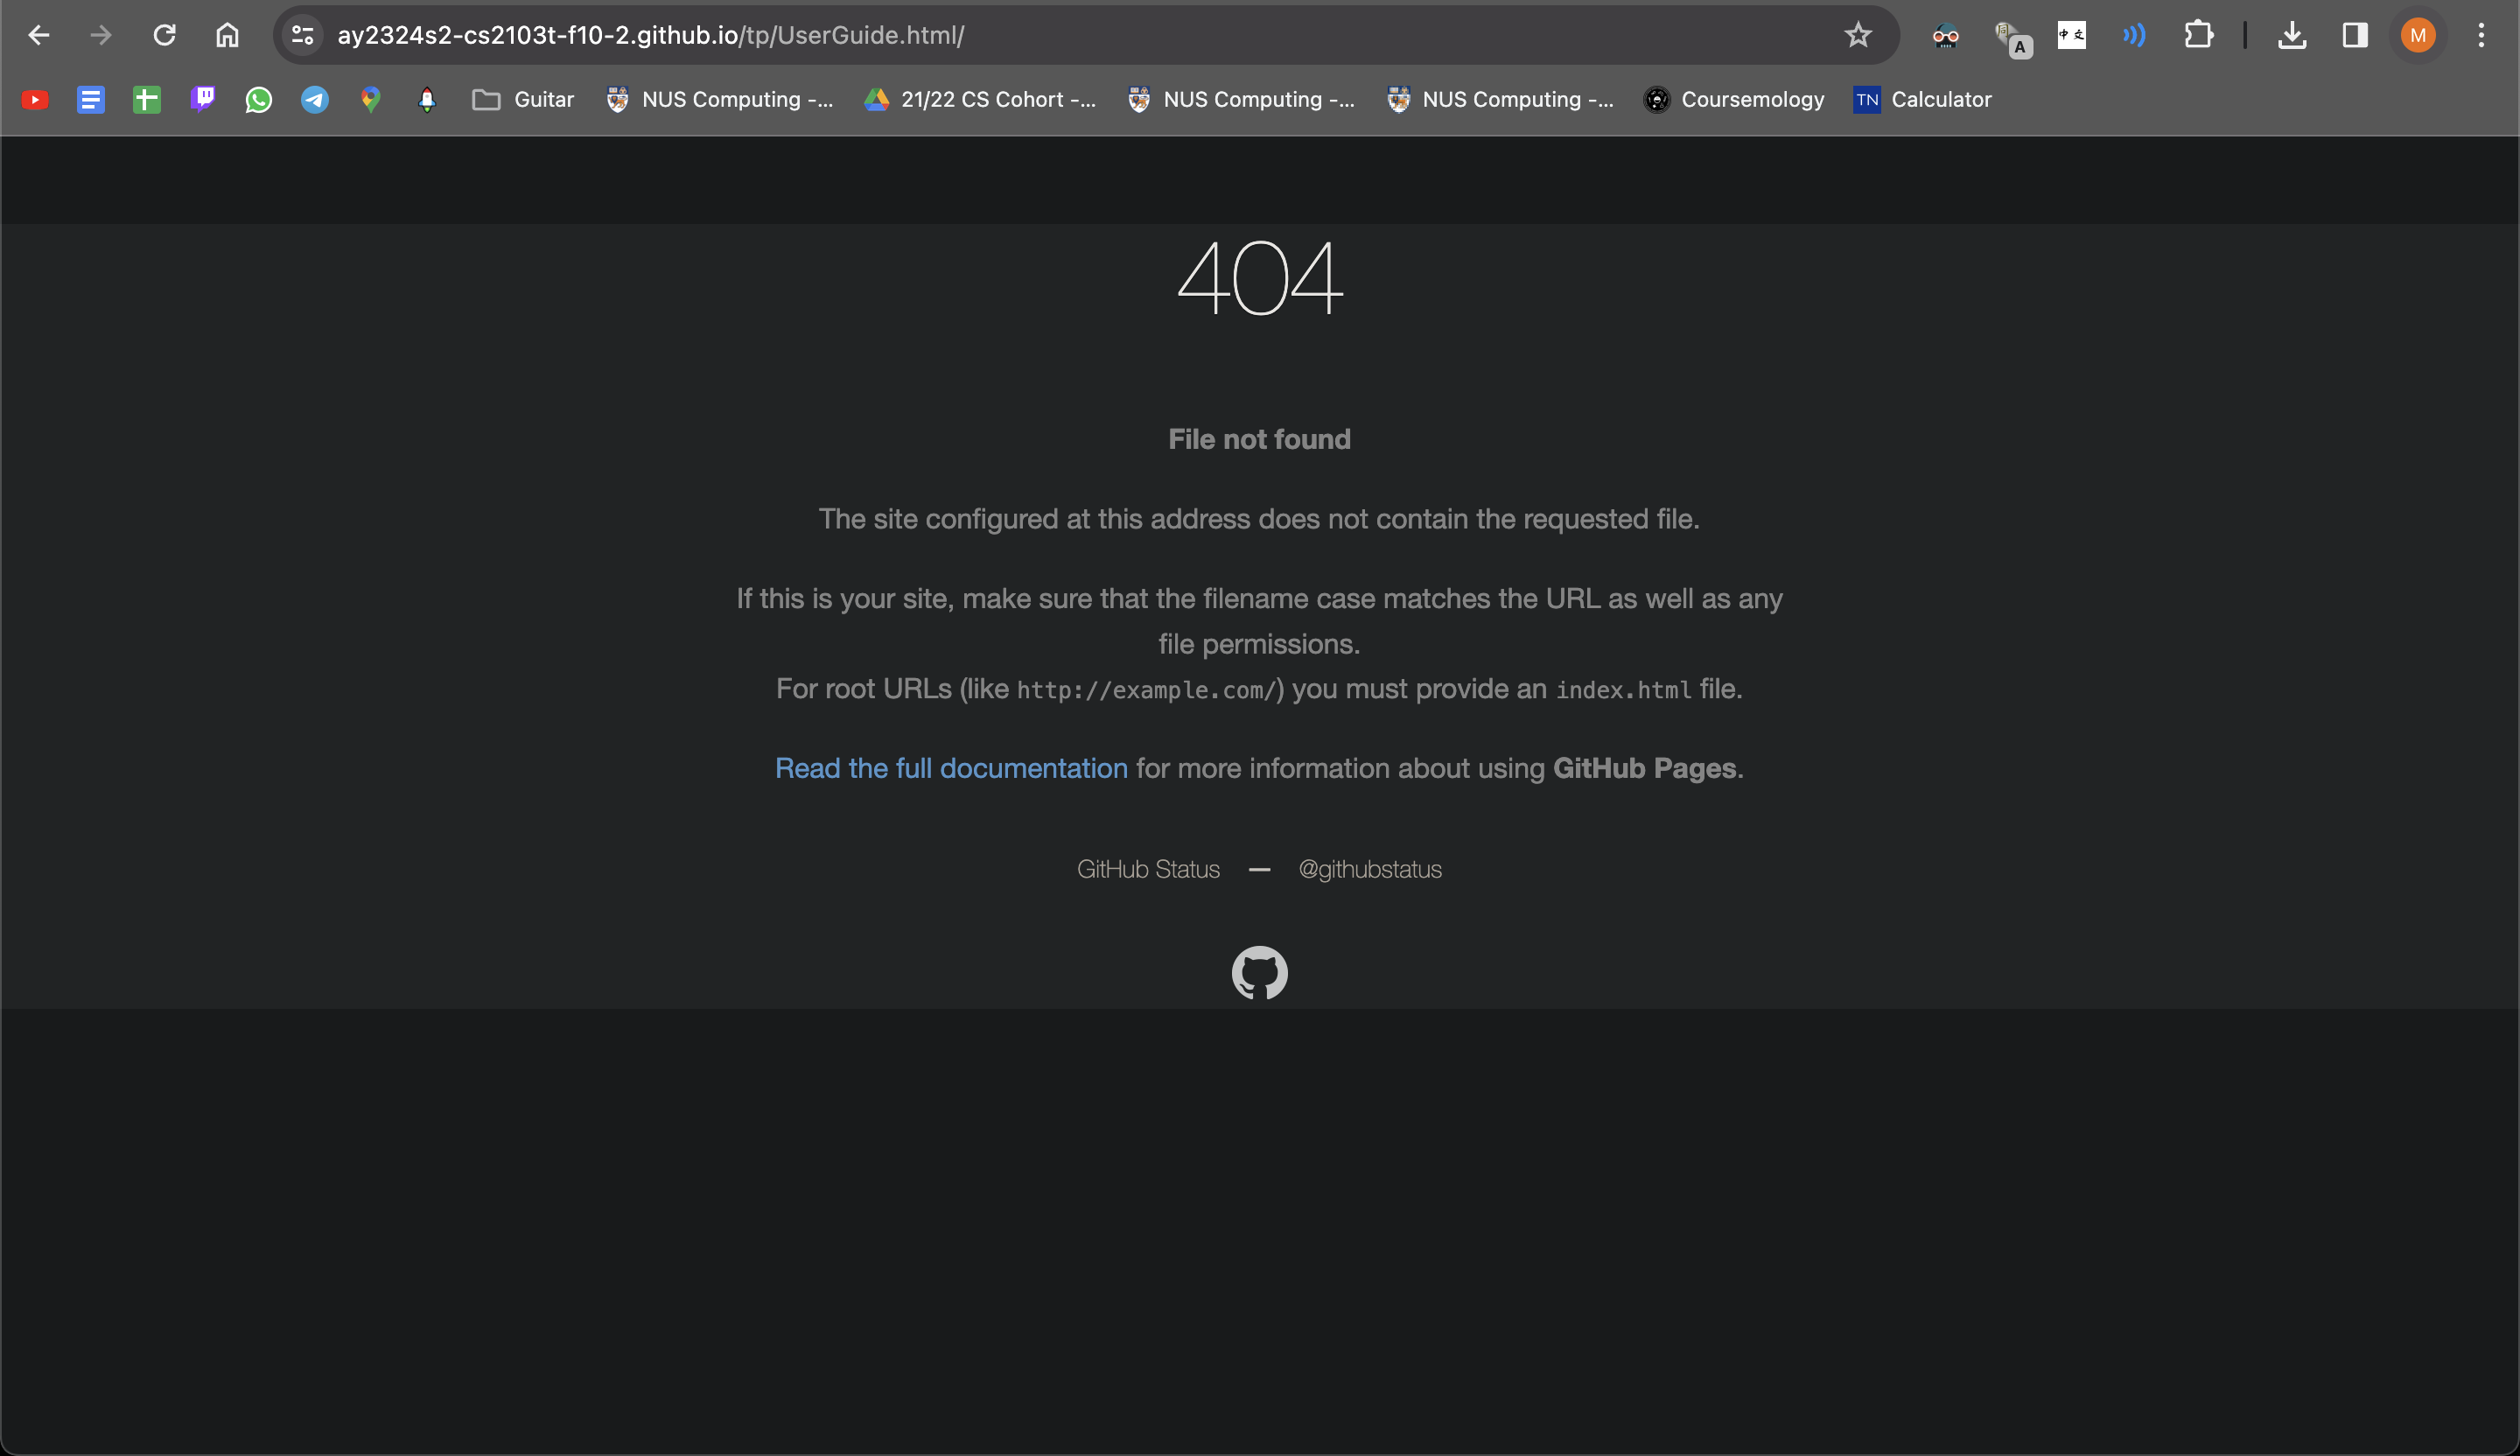 ay2324s2-cs2103t-f10-2.github.io/tp/UserGuide.html/
A
中文
M
Guitar
NUS Computing -...
21/22 CS Cohort -...
NUS Computing -...
NUS Computing -...
Coursemology
TN
Calculator
404
File not found
The site configured at this address does not contain the requested file.
If this is your site, make sure that the filename case matches the URL as well as any
file permissions.
For root URLs (like http://example.com/) you must provide an index.html file.
Read the full documentation for more information about using GitHub Pages.
GitHub Status — @githubstatus